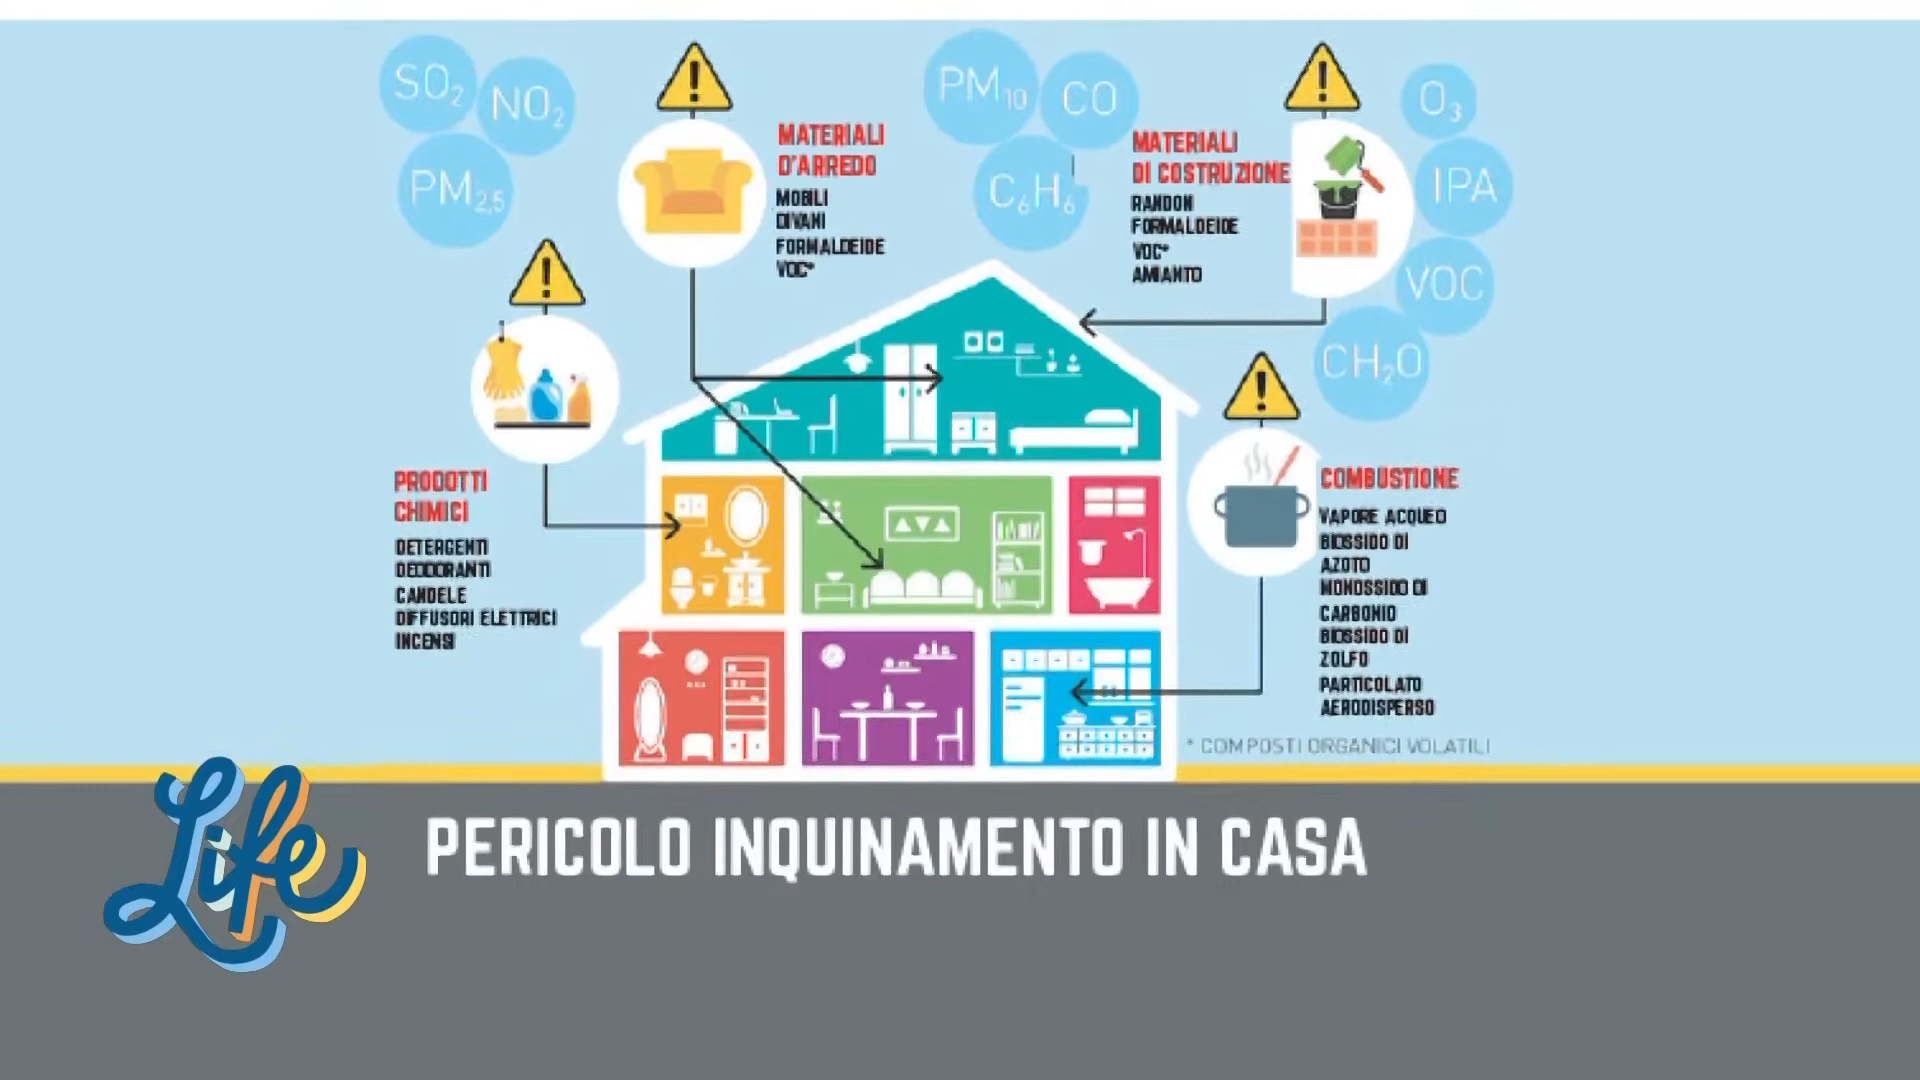 SO₂
NO₂
PM₂,₅
MATERIALI
D'ARREDO
MOBILI
DIVANI
FORMALDEIDE
VOC*
PM₁₀
CO
C₆H₆
MATERIALI
DI COSTRUZIONE
RANDON
FORMALDEIDE
VOC*
AMIANTO
O₃
IPA
VOC
CH₂O
PRODOTTI
CHIMICI
DETERGENTI
DEODORANTI
CANDELE
DIFFUSORI ELETTRICI
INCENSI
COMBUSTIONE
VAPORE ACQUEO
BIOSSIDO DI
AZOTO
MONOSSIDO DI
CARBONIO
BIOSSIDO DI
ZOLFO
PARTICOLATO
AERODISPERSO
* COMPOSTI ORGANICI VOLATILI
Life
PERICOLO INQUINAMENTO IN CASA